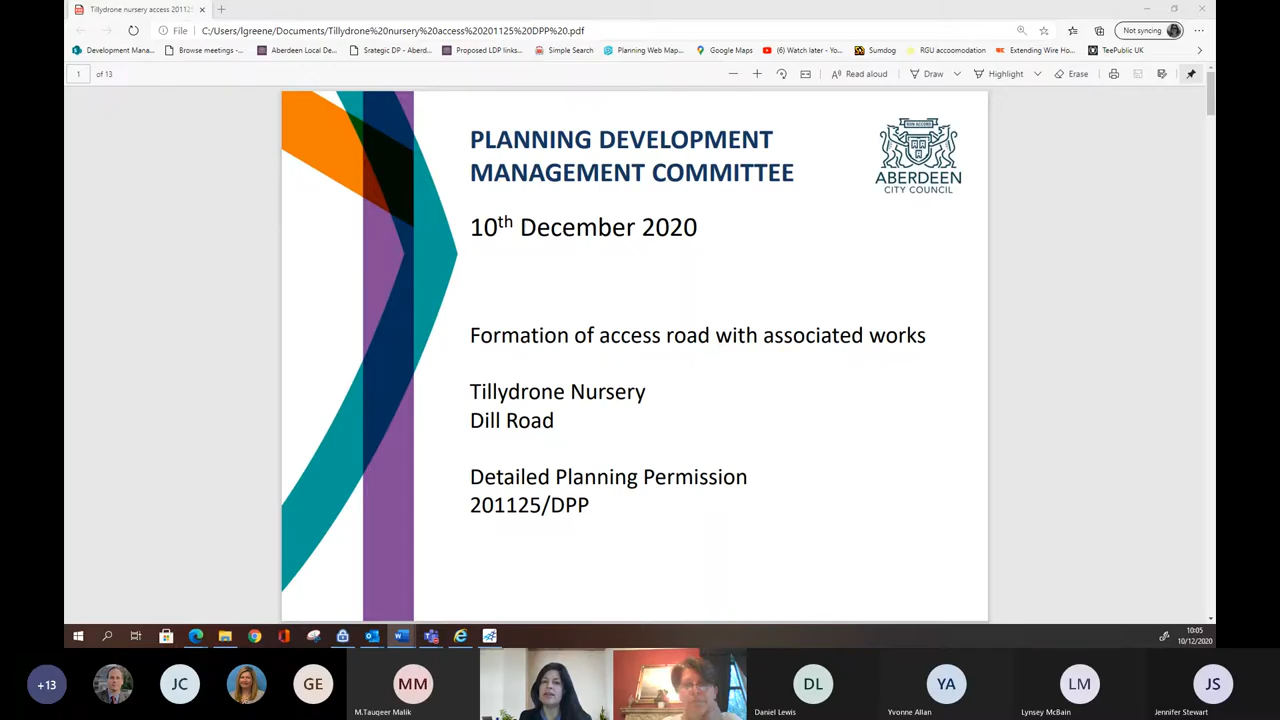 Tillydrone nursery access 201125
File
C:/Users/lgreene/Documents/Tillydrone%20nursery%20access%20201125%20DPP%20.pdf
Not syncing
Development Mana...
Browse meetings -...
Aberdeen Local De...
Srategic DP - Aberd...
Proposed LDP links...
Simple Search
Planning Web Map...
Google Maps
(6) Watch later - Yo...
Sumdog
RGU accoomodation
Extending Wire Ho...
TeePublic UK
1 of 13
Read aloud
Draw
Highlight
Erase
PLANNING DEVELOPMENT
MANAGEMENT COMMITTEE
ABERDEEN
CITY COUNCIL
10th December 2020
Formation of access road with associated works
Tillydrone Nursery
Dill Road
Detailed Planning Permission
201125/DPP
10:05
10/12/2020
+13
JC
GE
MM
DL
YA
LM
JS
M.Tauqeer Malik
Daniel Lewis
Yvonne Allan
Lynsey McBain
Jennifer Stewart